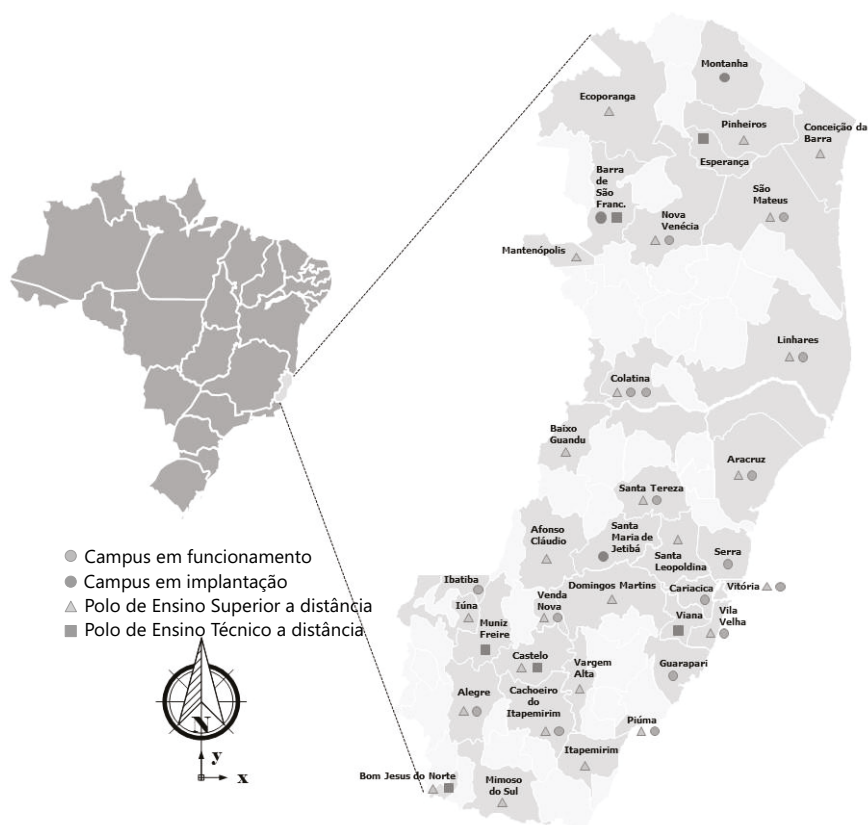 Montanha
Ecoporanga
Pinheiros
Conceição da
Barra
Esperança
Barra
de
São
Franc.
São
Mateus
Nova
Venécia
Mantenópolis
Linhares
Colatina
Baixo
Guandu
Aracruz
Santa Tereza
Afonso
Cláudio
Santa
Maria de
Jetibá
Santa
Leopoldina
Serra
Ibatiba
Iúna
Muniz
Freire
Venda
Nova
Domingos Martins
Cariacica
Vitória
Viana
Vila
Velha
Castelo
Vargem
Alta
Guarapari
Alegre
Cachoeiro
do
Itapemirim
Piúma
Itapemirim
Bom Jesus do Norte
Mimoso
do Sul
Campus em funcionamento
Campus em implantação
Polo de Ensino Superior a distância
Polo de Ensino Técnico a distância
N
y
x